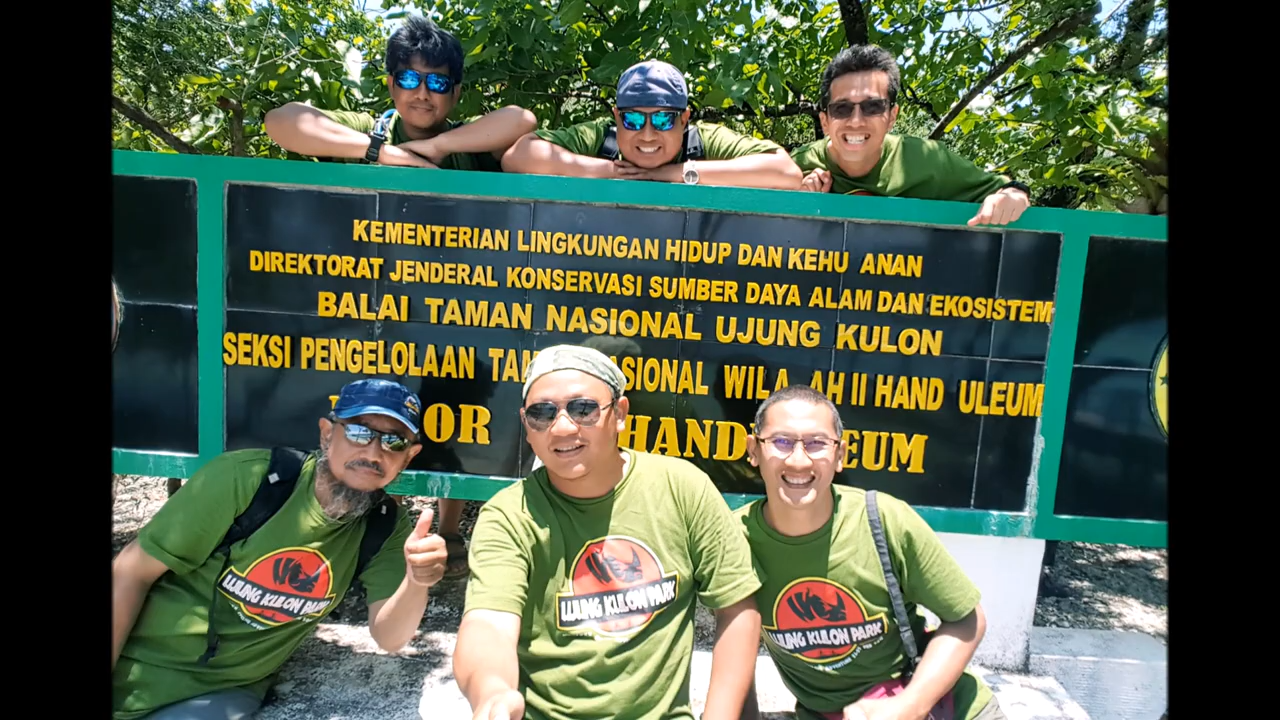 KEMENTERIAN LINGKUNGAN HIDUP DAN KEHU ANAN
DIREKTORAT JENDERAL KONSERVASI SUMBER DAYA ALAM DAN EKOSISTEM
BALAI TAMAN NASIONAL UJUNG KULON
SEKSI PENGELOLAAN TAM ASIONAL WILA AH II HAND ULEUM
OR HAND EUM
UJUNG KULON PARK
UJUNG KULON PARK
UJUNG KULON PARK